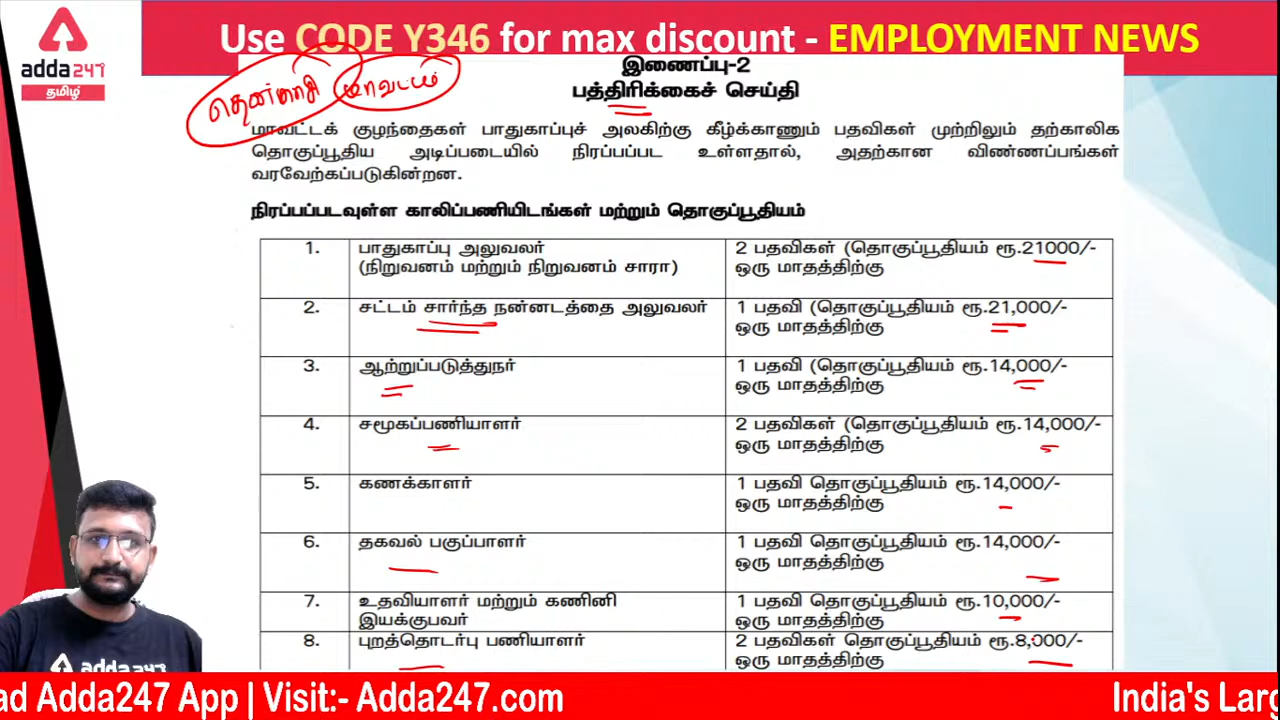 Use CODE Y346 for max discount - EMPLOYMENT NEWS
adda247
தமிழ்
தென்காசி மாவட்டம்
இணைப்பு-2
பத்திரிக்கைச் செய்தி
மாவட்டக் குழந்தைகள் பாதுகாப்புச் அலகிற்கு கீழ்க்காணும் பதவிகள் முற்றிலும் தற்காலிக
தொகுப்பூதிய அடிப்படையில் நிரப்பப்பட உள்ளதால், அதற்கான விண்ணப்பங்கள்
வரவேற்கப்படுகின்றன.
நிரப்பப்படவுள்ள காலிப்பணியிடங்கள் மற்றும் தொகுப்பூதியம்
1. பாதுகாப்பு அலுவலர் 2 பதவிகள் (தொகுப்பூதியம் ரூ.21000/-
(நிறுவனம் மற்றும் நிறுவனம் சாரா) ஒரு மாதத்திற்கு
2. சட்டம் சார்ந்த நன்னடத்தை அலுவலர் 1 பதவி (தொகுப்பூதியம் ரூ.21,000/-
ஒரு மாதத்திற்கு
3. ஆற்றுப்படுத்துநர் 1 பதவி (தொகுப்பூதியம் ரூ.14,000/-
ஒரு மாதத்திற்கு
4. சமூகப்பணியாளர் 2 பதவிகள் (தொகுப்பூதியம் ரூ.14,000/-
ஒரு மாதத்திற்கு
5. கணக்காளர் 1 பதவி தொகுப்பூதியம் ரூ.14,000/-
ஒரு மாதத்திற்கு
6. தகவல் பகுப்பாளர் 1 பதவி தொகுப்பூதியம் ரூ.14,000/-
ஒரு மாதத்திற்கு
7. உதவியாளர் மற்றும் கணினி 1 பதவி தொகுப்பூதியம் ரூ.10,000/-
இயக்குபவர் ஒரு மாதத்திற்கு
8. புறத்தொடர்பு பணியாளர் 2 பதவிகள் தொகுப்பூதியம் ரூ.8,000/-
ஒரு மாதத்திற்கு
adda247
ad Adda247 App | Visit:- Adda247.com India's Larg